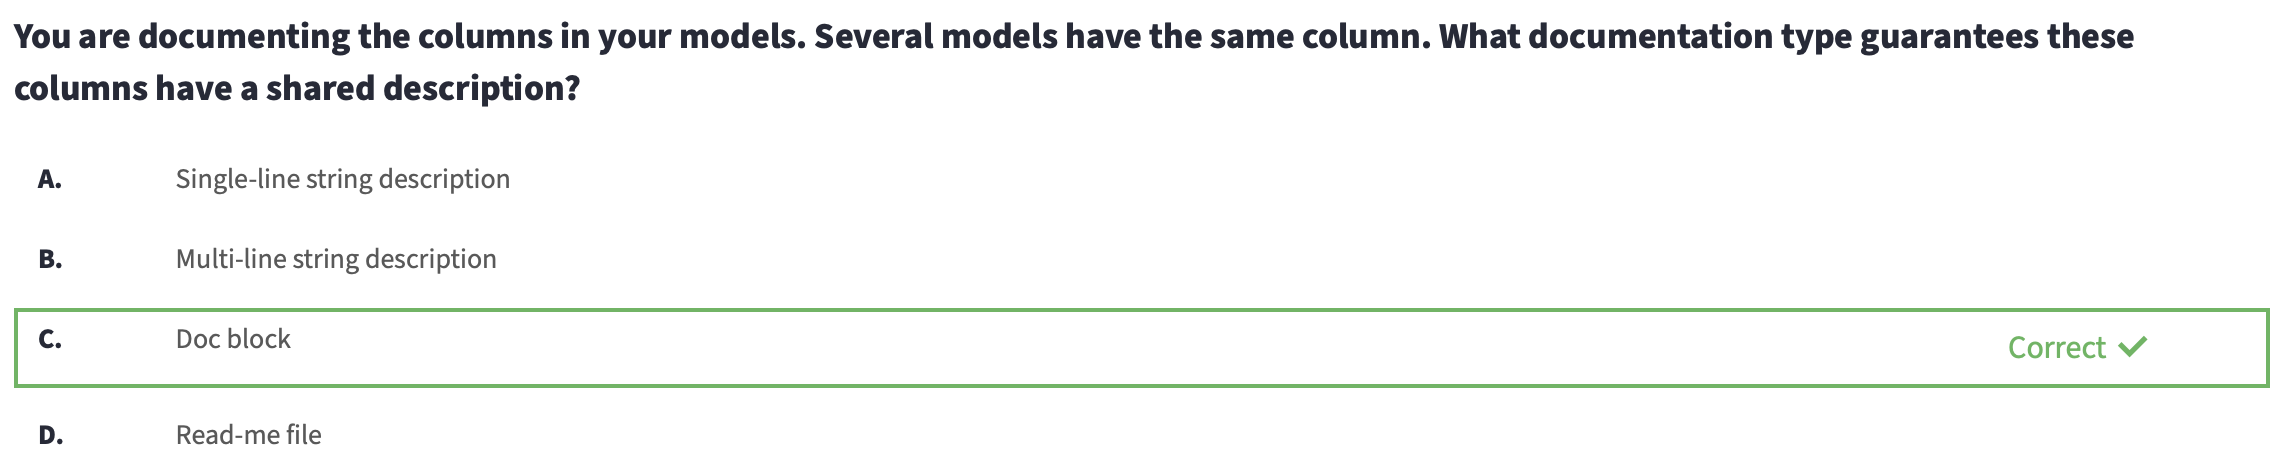 You are documenting the columns in your models. Several models have the same column. What documentation type guarantees these
columns have a shared description?
A. Single-line string description
B. Multi-line string description
C. Doc block Correct ✓
D. Read-me file